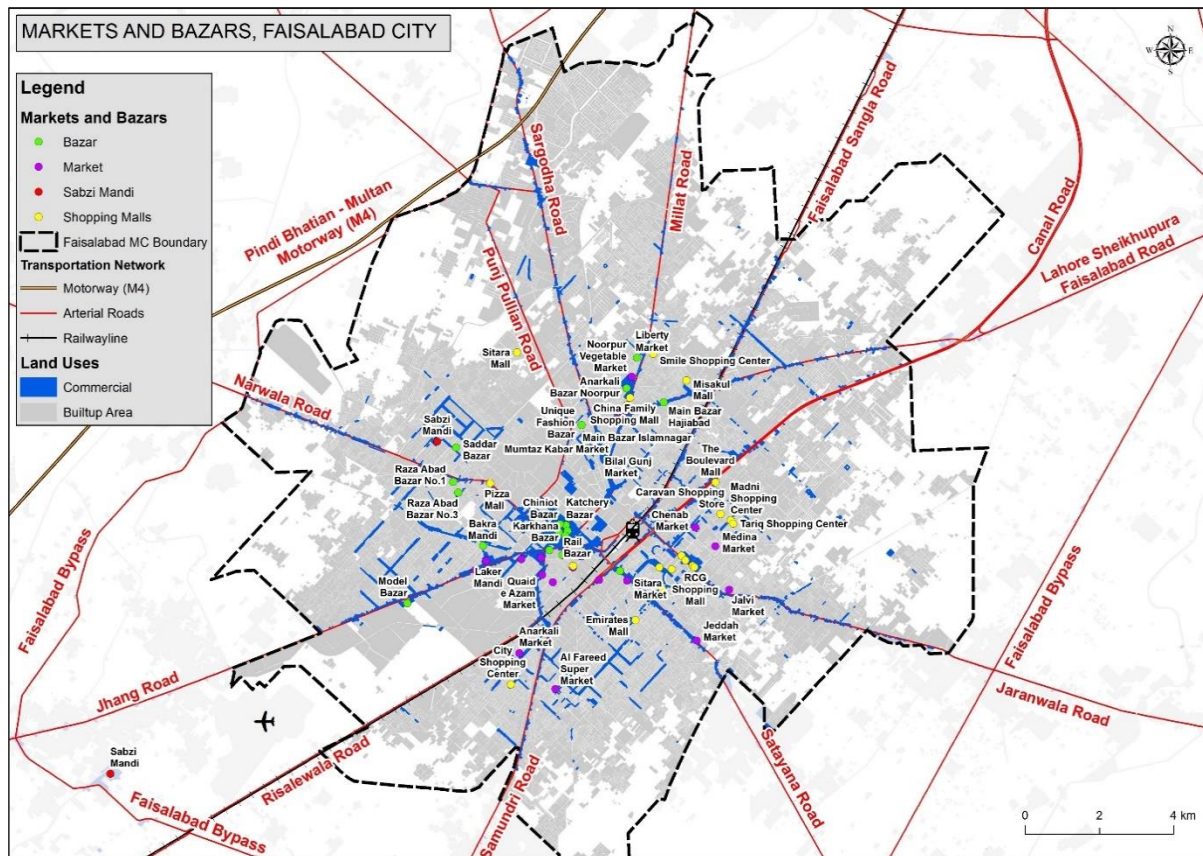 MARKETS AND BAZARS, FAISALABAD CITY
N
W
E
S
Legend
Markets and Bazars
Bazar
Market
Sabzi Mandi
Shopping Malls
Faisalabad MC Boundary
Transportation Network
Motorway (M4)
Arterial Roads
Railwayline
Land Uses
Commercial
Builtup Area
Pindi Bhatian - Multan
Motorway (M4)
Sargodha Road
Punj Pullian Road
Millat Road
Faisalabad Sangla Road
Canal Road
Lahore Sheikhupura
Faisalabad Road
Narwala Road
Sitara
Mall
Noorpur
Vegetable
Market
Liberty
Market
Smile Shopping Center
Anarkali
Bazar Noorpur
Misakul
Mall
China Family
Shopping Mall
Main Bazar
Hajiabad
Unique
Fashion
Bazar
Main Bazar Islamnagar
Mumtaz Kabar Market
Sabzi
Mandi
Saddar
Bazar
Bilal Gunj
Market
The
Boulevard
Mall
Raza Abad
Bazar No.1
Raza Abad
Bazar No.3
Pizza
Mall
Chiniot
Bazar
Katchery
Bazar
Caravan Shopping
Store
Madni
Shopping
Center
Tariq Shopping Center
Chenab
Market
Medina
Market
Karkhana
Bazar
Bakra
Mandi
Rail
Bazar
Laker
Mandi
Quaid
e Azam
Market
Model
Bazar
Sitara
Market
RCG
Shopping
Mall
Jalvi
Market
Emirates
Mall
Jeddah
Market
Anarkali
Market
City
Shopping
Center
Al Fareed
Super
Market
Faisalabad Bypass
Jhang Road
Sabzi
Mandi
Faisalabad Bypass
Risalewala Road
Samundri Road
Satayana Road
Jaranwala Road
Faisalabad Bypass
0 2 4 km